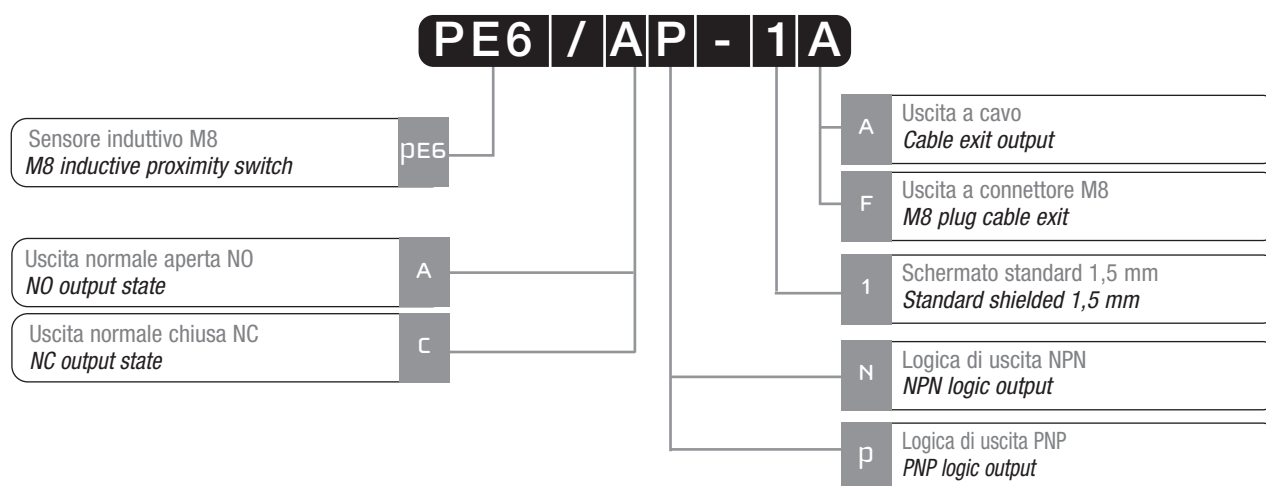 PE6/AP-1A
Sensore induttivo M8
M8 inductive proximity switch
PE6
Uscita normale aperta NO
NO output state
A
Uscita normale chiusa NC
NC output state
C
A
Uscita a cavo
Cable exit output
F
Uscita a connettore M8
M8 plug cable exit
1
Schermato standard 1,5 mm
Standard shielded 1,5 mm
N
Logica di uscita NPN
NPN logic output
P
Logica di uscita PNP
PNP logic output